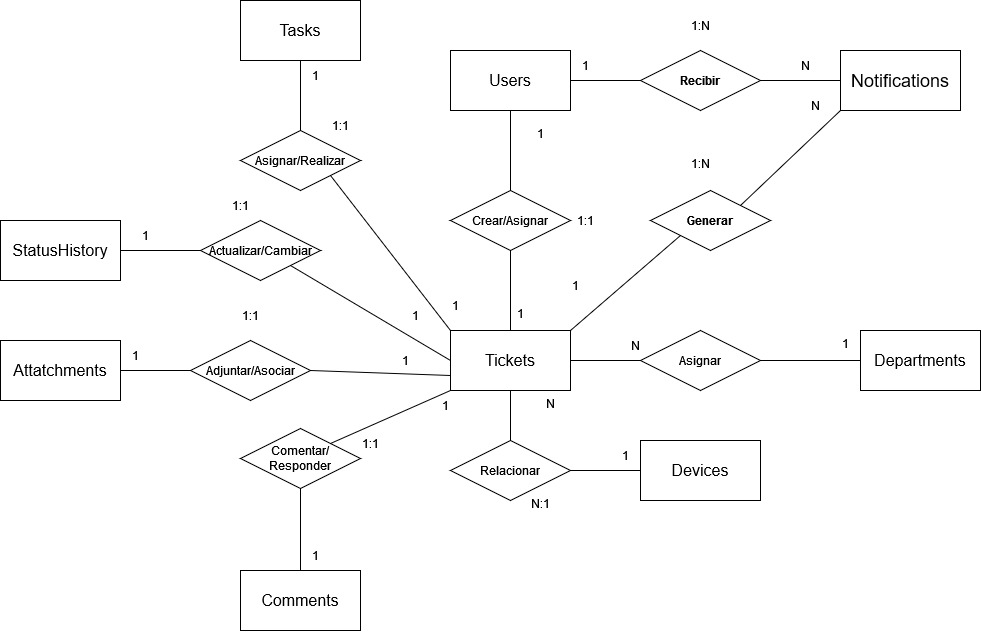 Tasks
1
1:1
Asignar/Realizar
Users
1
1:N
Recibir
N
Notifications
N
1
1:N
Crear/Asignar
1:1
Generar
1
1:1
StatusHistory
1
Actualizar/Cambiar
1
1
1
1:1
Attatchments
1
Adjuntar/Asociar
1
Tickets
N
Asignar
1
Departments
1
N
1:1
Comentar/
Responder
Relacionar
1
Devices
N:1
1
Comments